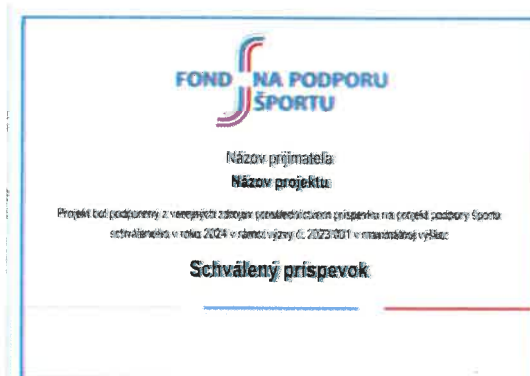 FOND NA PODPORU
ŠPORTU
Názov prijímateľa
Názov projektu
Projekt bol podporený z verejných zdrojov prostredníctvom príspevku na projekt podpory športu
schváleného v roku 2024 v rámci výzvy č. 2023/001 v maximálnej výške:
Schválený príspevok